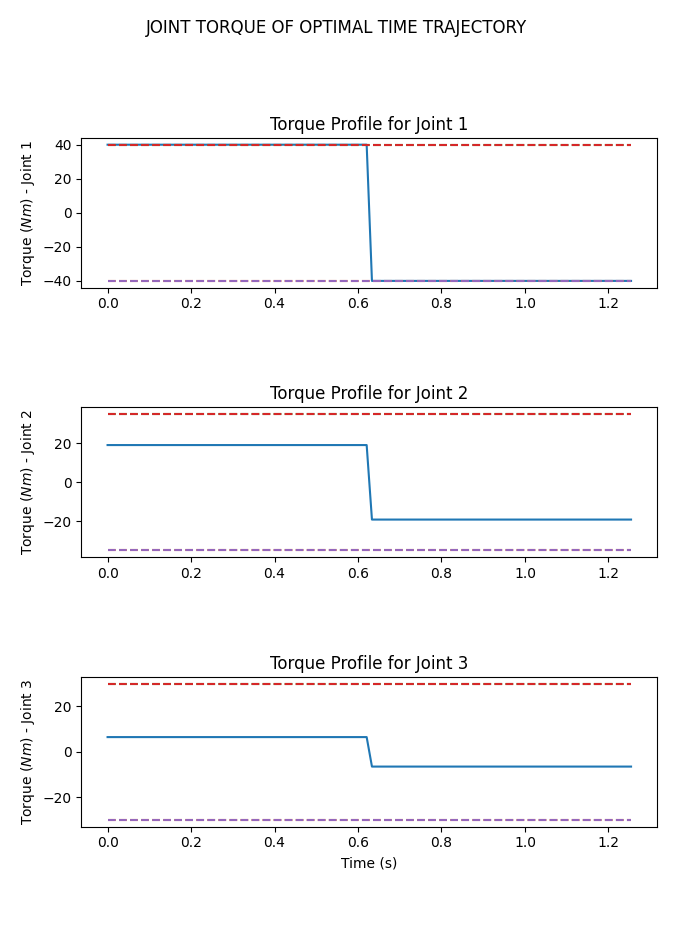 JOINT TORQUE OF OPTIMAL TIME TRAJECTORY
Torque Profile for Joint 1
Torque (Nm) - Joint 1
40
20
0
−20
−40
0.0 0.2 0.4 0.6 0.8 1.0 1.2
Torque Profile for Joint 2
Torque (Nm) - Joint 2
20
0
−20
0.0 0.2 0.4 0.6 0.8 1.0 1.2
Torque Profile for Joint 3
Torque (Nm) - Joint 3
20
0
−20
0.0 0.2 0.4 0.6 0.8 1.0 1.2
Time (s)